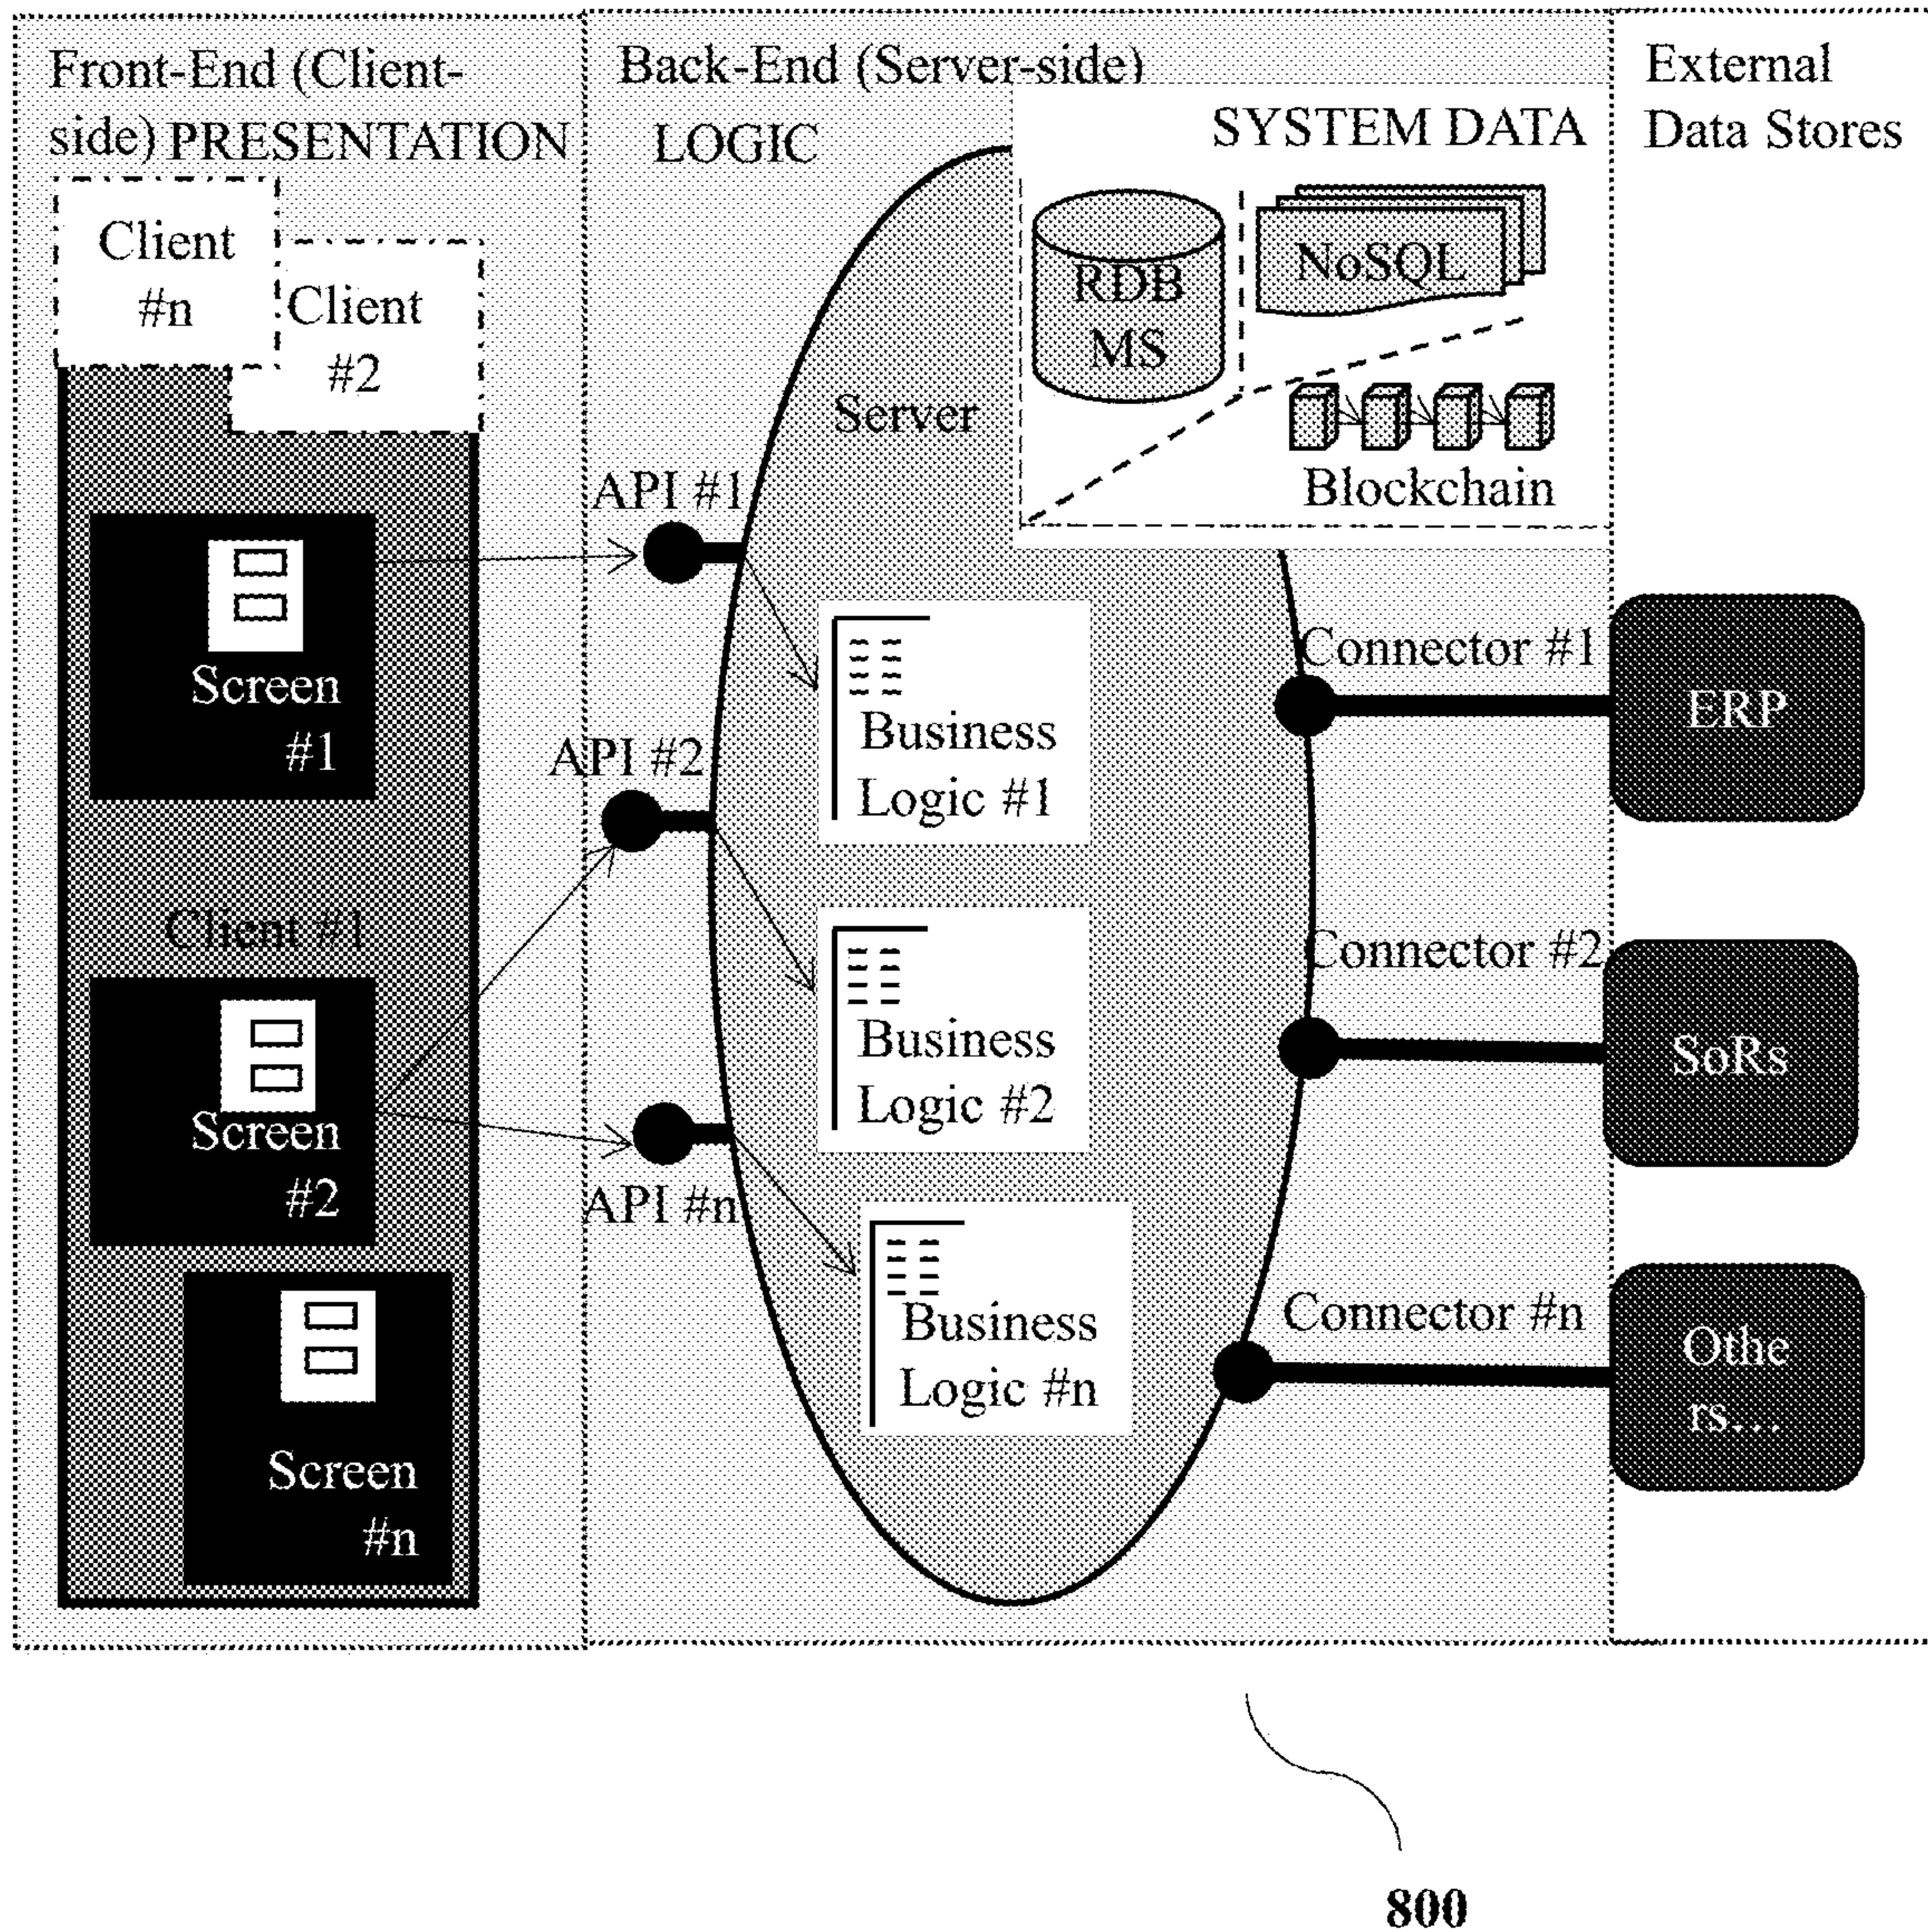 Front-End (Client-
side) PRESENTATION
Client
#n
Client
#2
Screen
#1
Client #1
Screen
#2
Screen
#n
Back-End (Server-side)
LOGIC
SYSTEM DATA
RDB
MS
NoSQL
Blockchain
Server
API #1
API #2
API #n
Business
Logic #1
Business
Logic #2
Business
Logic #n
Connector #1
Connector #2
Connector #n
External
Data Stores
ERP
SoRs
Othe
rs...
800